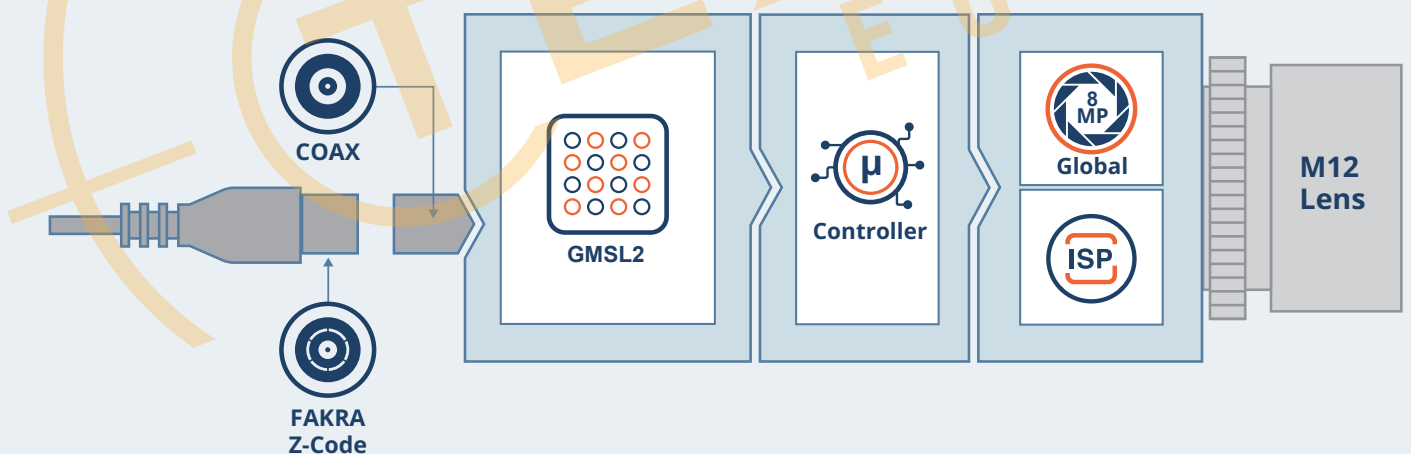 COAX
FAKRA
Z-Code
GMSL2
µ
Controller
8
MP
Global
ISP
M12
Lens